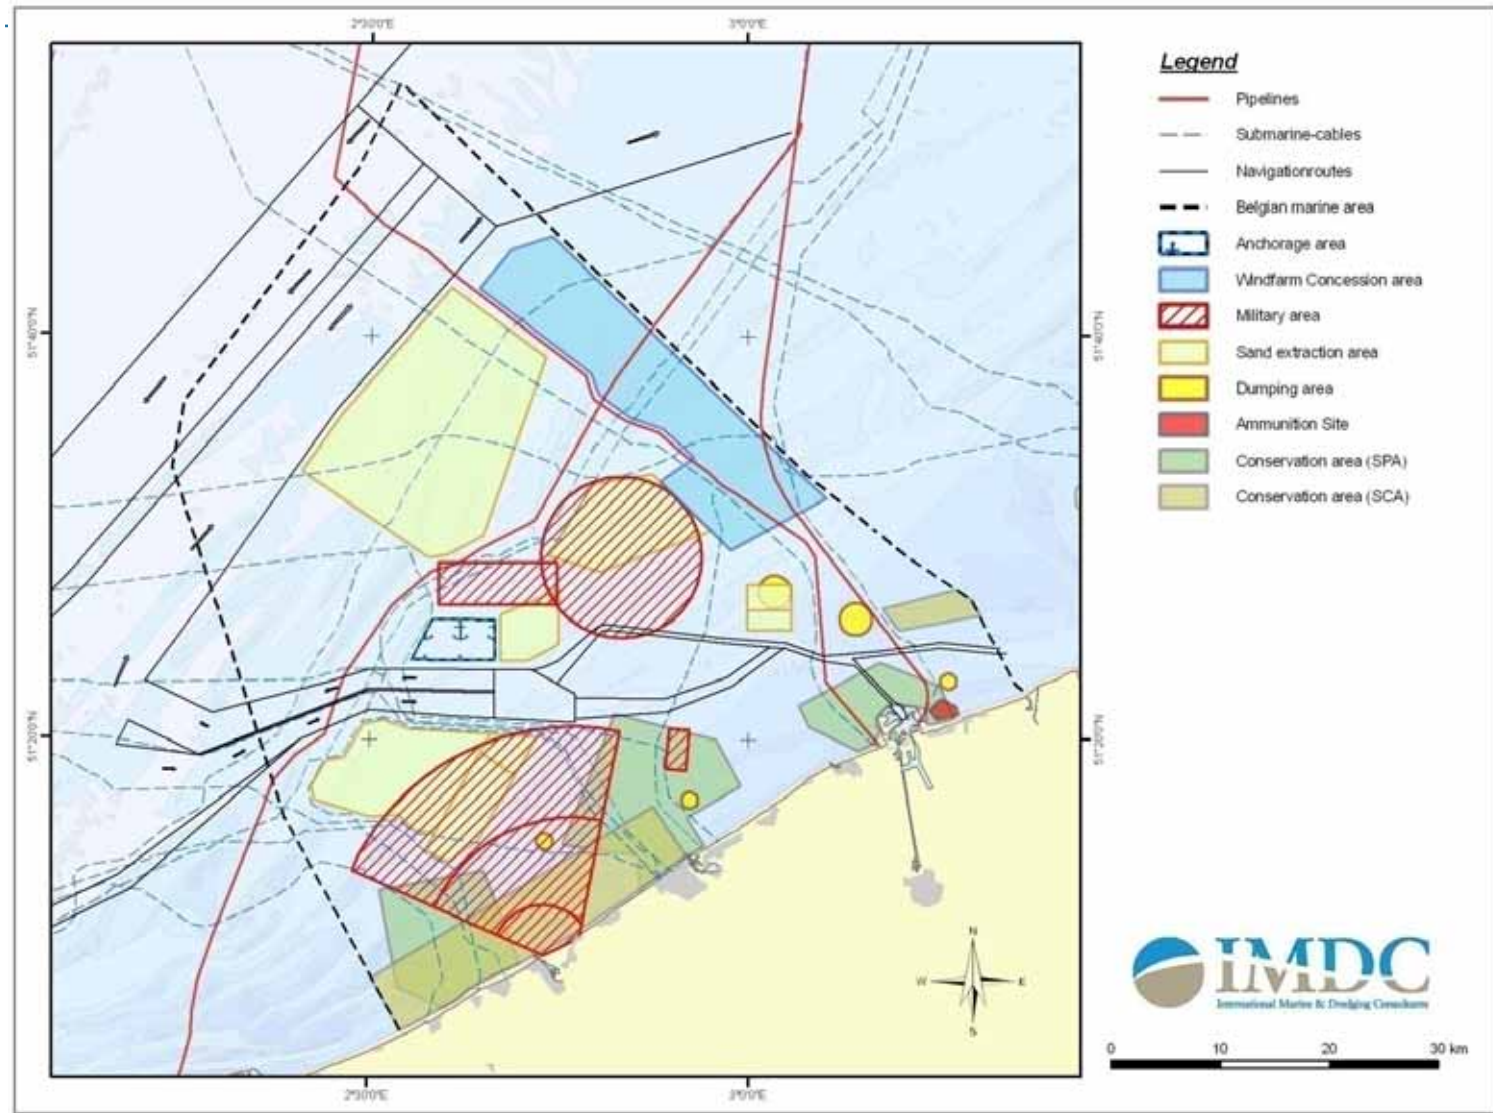 2°30'0"E 3°0'0"E
Legend
Pipelines
Submarine-cables
Navigationroutes
Belgian marine area
Anchorage area
Windfarm Concession area
51°40'0"N 51°40'0"N
Military area
Sand extraction area
Dumping area
Ammunition Site
Conservation area (SPA)
Conservation area (SCA)
51°20'0"N 51°20'0"N
N
W E
S
IMDC
International Marine & Dredging Consultants
0 10 20 30 km
2°30'0"E 3°0'0"E